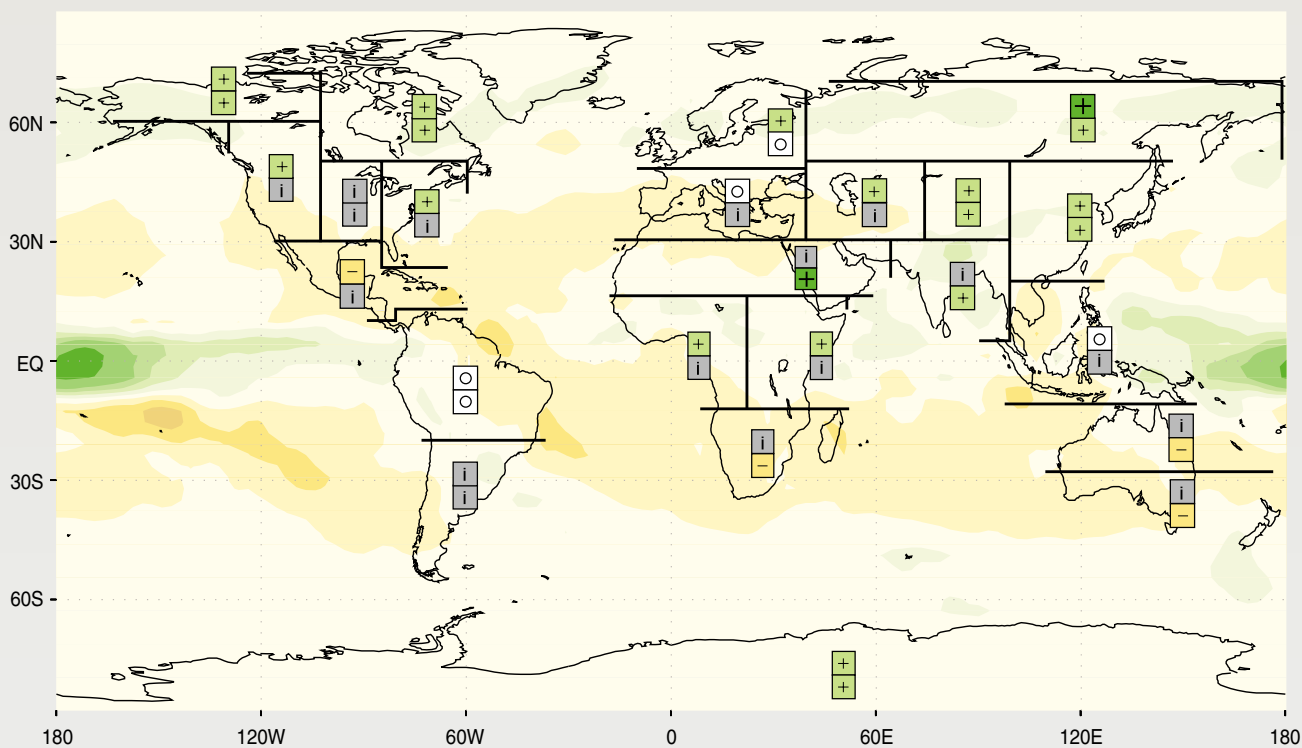 +
+
+
+
+
+
60N
+
+
○
+
i
i
i
+
i
○
i
+
i
+
+
+
+
30N
−
i
i
+
i
+
EQ
+
i
+
i
○
i
○
○
i
−
i
−
30S
i
i
i
−
60S
+
+
180
120W
60W
0
60E
120E
180